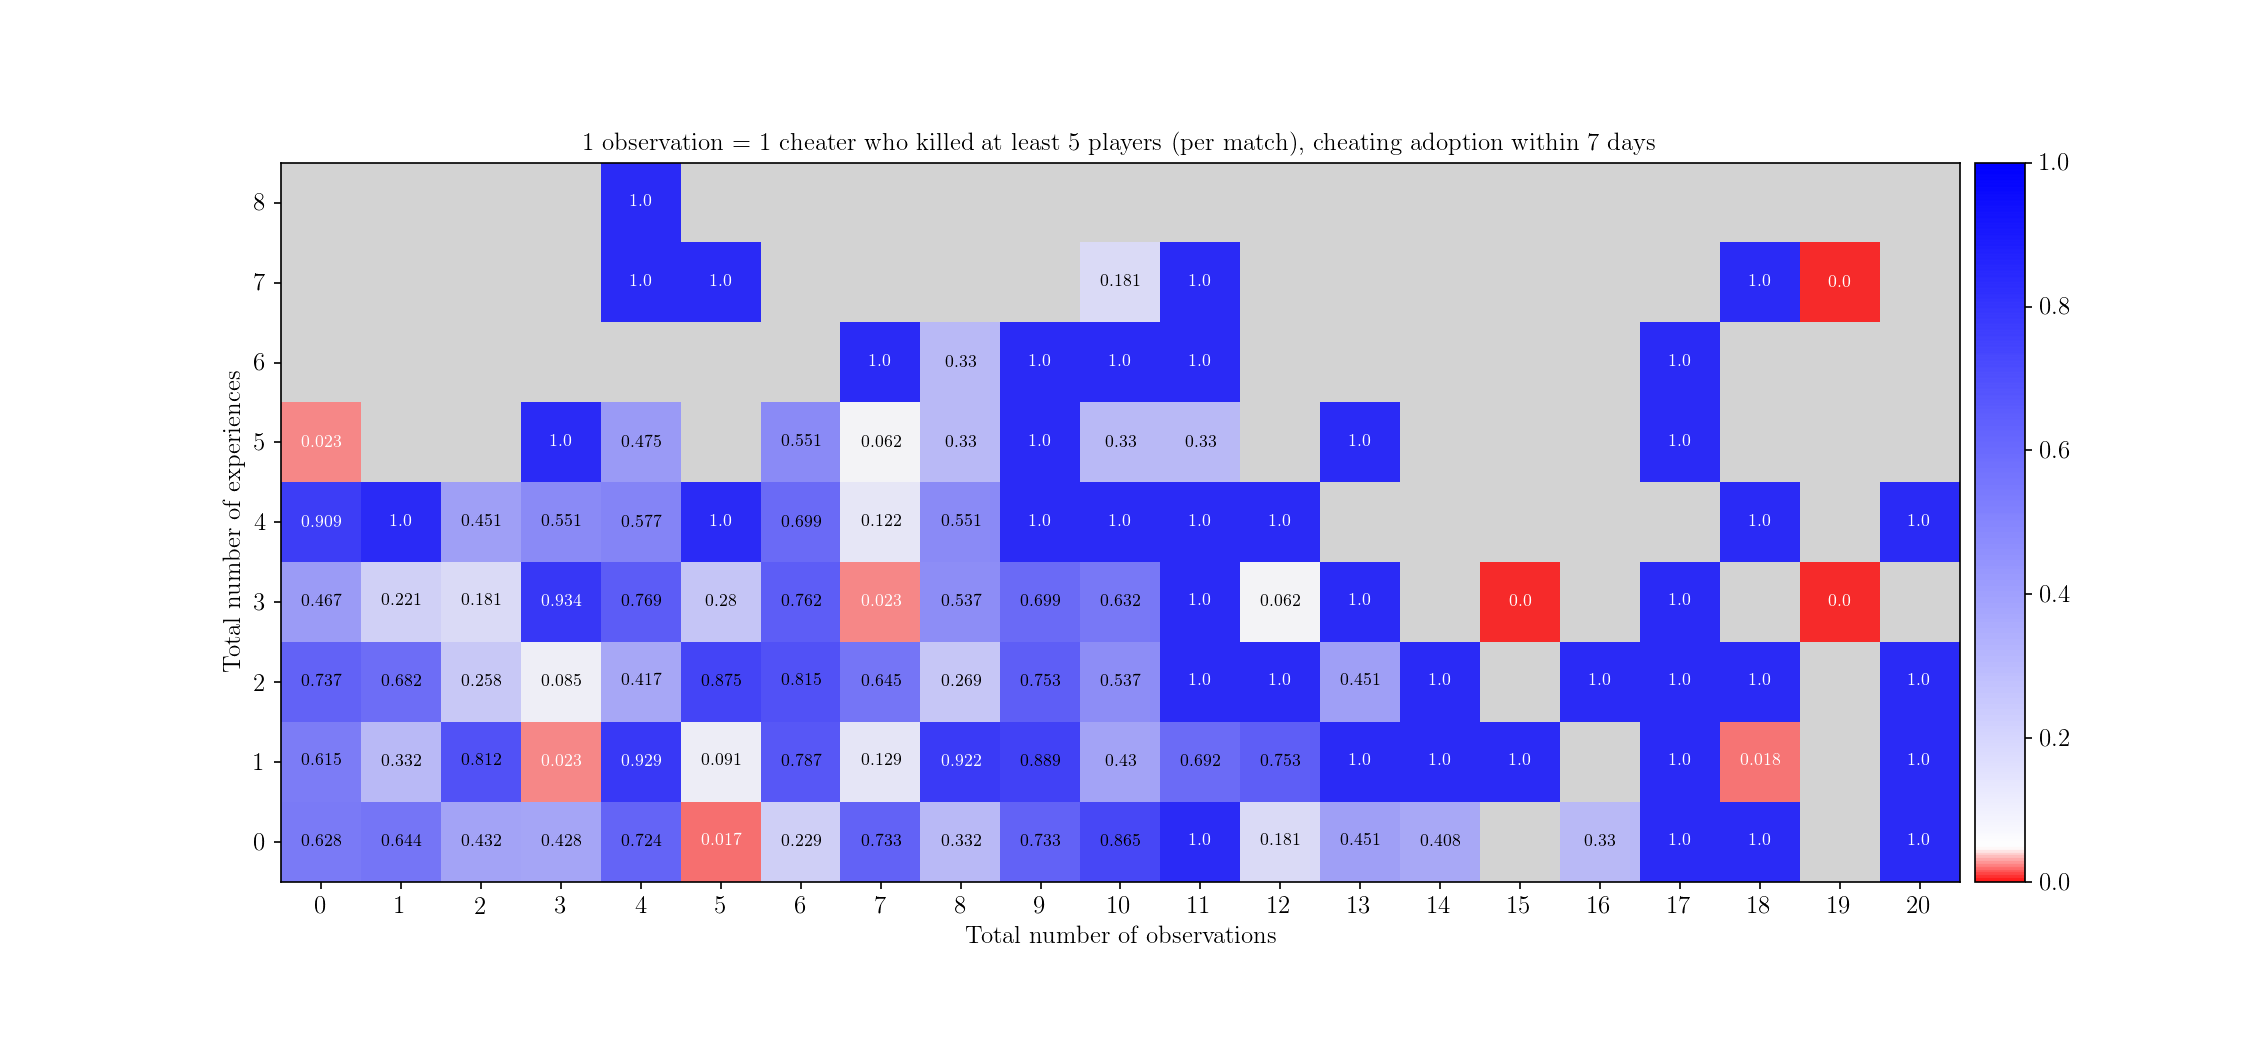 1 observation = 1 cheater who killed at least 5 players (per match), cheating adoption within 7 days
Total number of experiences
8 1.0
7 1.0 1.0 0.181 1.0 1.0 0.0
6 1.0 0.33 1.0 1.0 1.0 1.0
5 0.023 1.0 0.475 0.551 0.062 0.33 1.0 0.33 0.33 1.0 1.0
4 0.909 1.0 0.451 0.551 0.577 1.0 0.699 0.122 0.551 1.0 1.0 1.0 1.0 1.0 1.0
3 0.467 0.221 0.181 0.934 0.769 0.28 0.762 0.023 0.537 0.699 0.632 1.0 0.062 1.0 0.0 1.0 0.0
2 0.737 0.682 0.258 0.085 0.417 0.875 0.815 0.645 0.269 0.753 0.537 1.0 1.0 0.451 1.0 1.0 1.0 1.0 1.0
1 0.615 0.332 0.812 0.023 0.929 0.091 0.787 0.129 0.922 0.889 0.43 0.692 0.753 1.0 1.0 1.0 1.0 0.018 1.0
0 0.628 0.644 0.432 0.428 0.724 0.017 0.229 0.733 0.332 0.733 0.865 1.0 0.181 0.451 0.408 0.33 1.0 1.0 1.0
0 1 2 3 4 5 6 7 8 9 10 11 12 13 14 15 16 17 18 19 20
Total number of observations
1.0
0.8
0.6
0.4
0.2
0.0